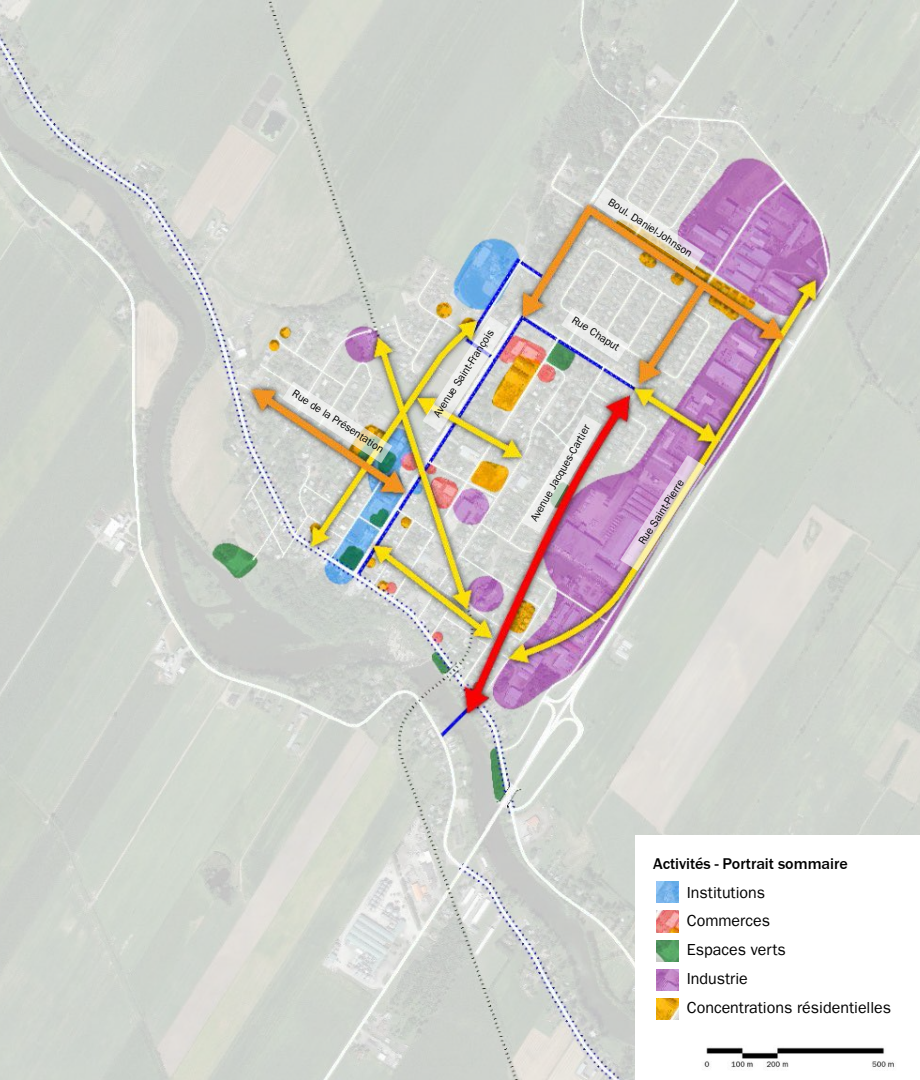 Boul. Daniel-Johnson
Rue Chaput
Avenue Saint-François
Rue de la Présentation
Avenue Jacques-Cartier
Rue Saint-Pierre
Activités - Portrait sommaire
Institutions
Commerces
Espaces verts
Industrie
Concentrations résidentielles
0 100 m 200 m 500 m